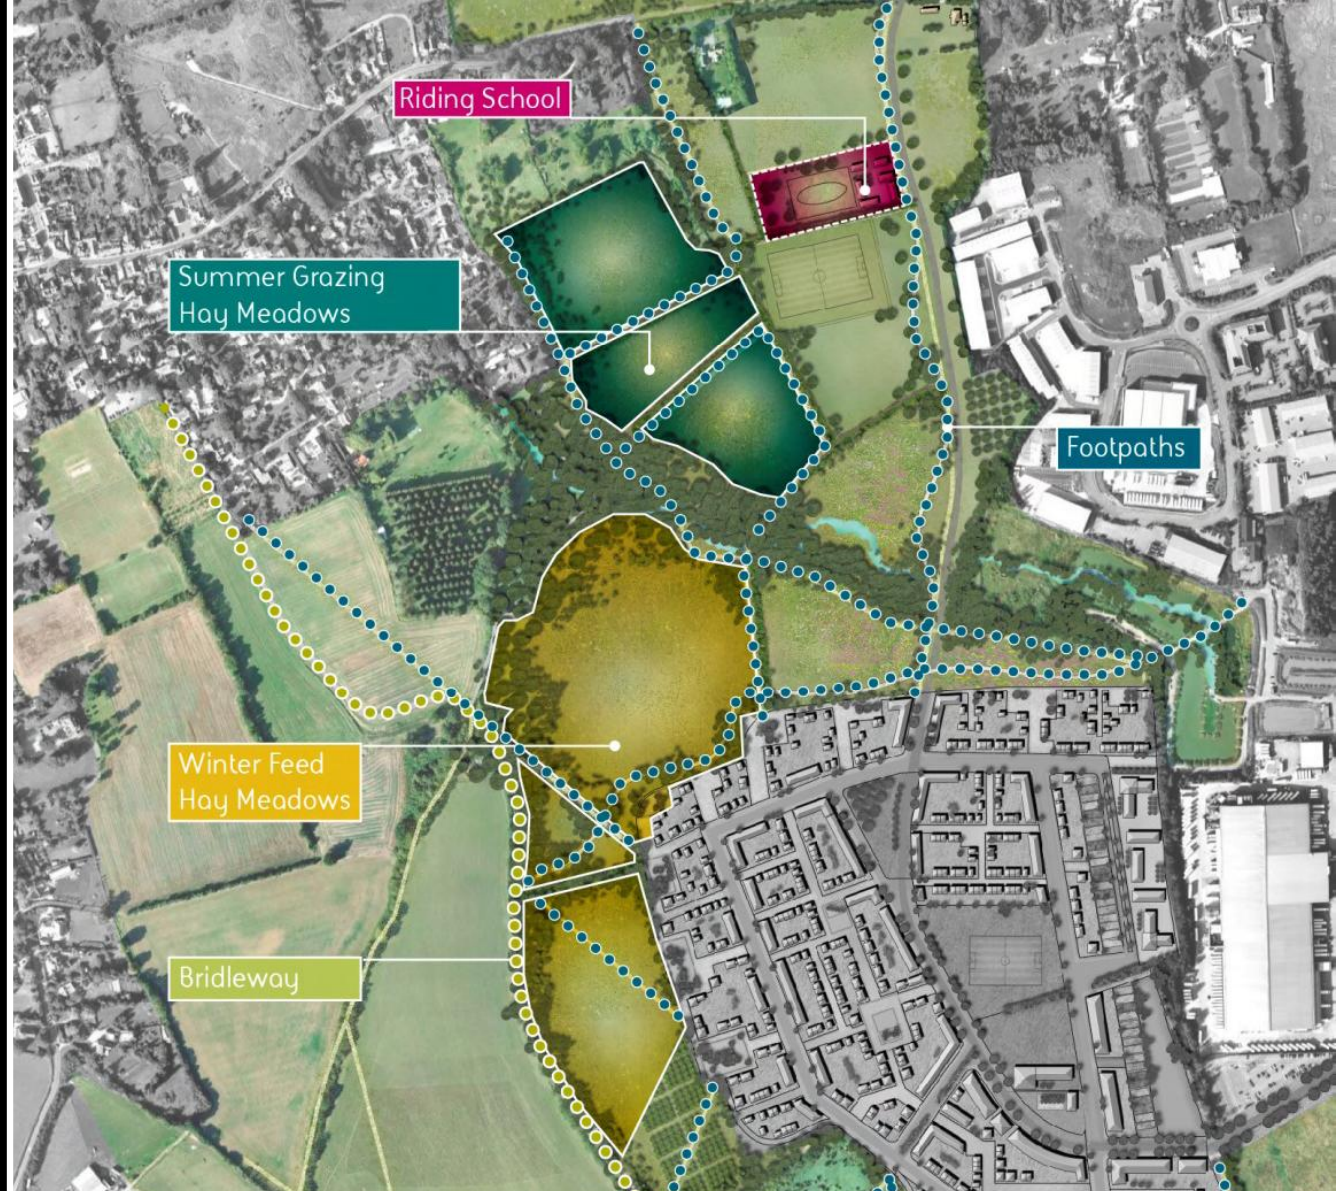 Riding School
Summer Grazing
Hay Meadows
Footpaths
Winter Feed
Hay Meadows
Bridleway